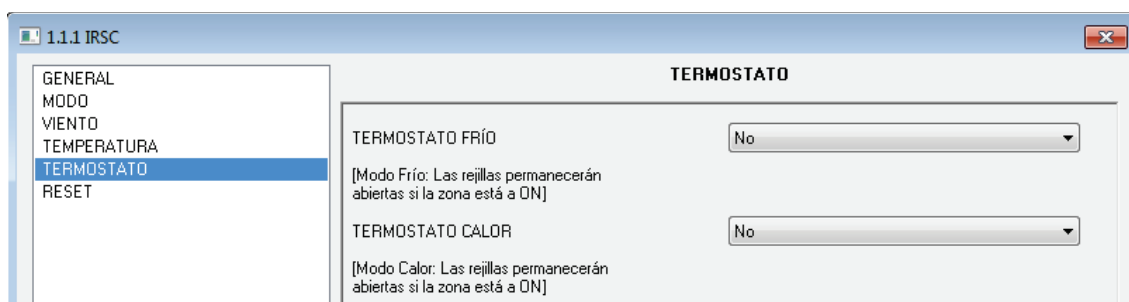 1.1.1 IRSC
GENERAL
MODO
VIENTO
TEMPERATURA
TERMOSTATO
RESET
TERMOSTATO
TERMOSTATO FRÍO
No
[Modo Frío: Las rejillas permanecerán
abiertas si la zona está a ON]
TERMOSTATO CALOR
No
[Modo Calor: Las rejillas permanecerán
abiertas si la zona está a ON]